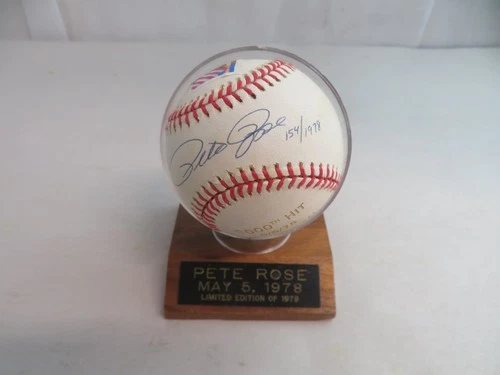 Pete Rose 154/1978
3000TH HIT
PETE ROSE
MAY 5, 1978
LIMITED EDITION OF 1978